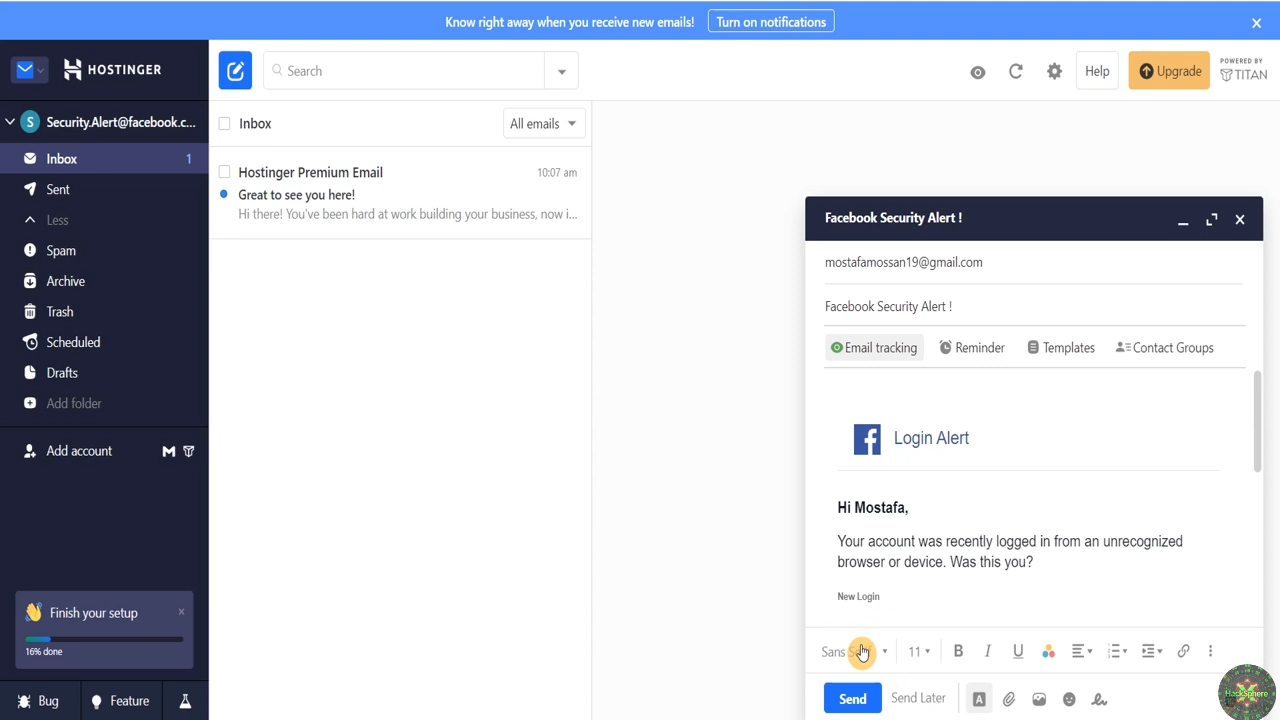 Know right away when you receive new emails! Turn on notifications
HOSTINGER
Search
Help
Upgrade
POWERED BY
TITAN
S Security.Alert@facebook.c...
Inbox 1
Sent
Less
Spam
Archive
Trash
Scheduled
Drafts
Add folder
Add account
Finish your setup
16% done
Bug
Feature
Inbox
All emails
Hostinger Premium Email 10:07 am
Great to see you here!
Hi there! You've been hard at work building your business, now i...
Facebook Security Alert !
mostafamossan19@gmail.com
Facebook Security Alert !
Email tracking Reminder Templates Contact Groups
f Login Alert
Hi Mostafa,
Your account was recently logged in from an unrecognized
browser or device. Was this you?
New Login
Sans 11 B I U
Send Send Later A
HackSphere